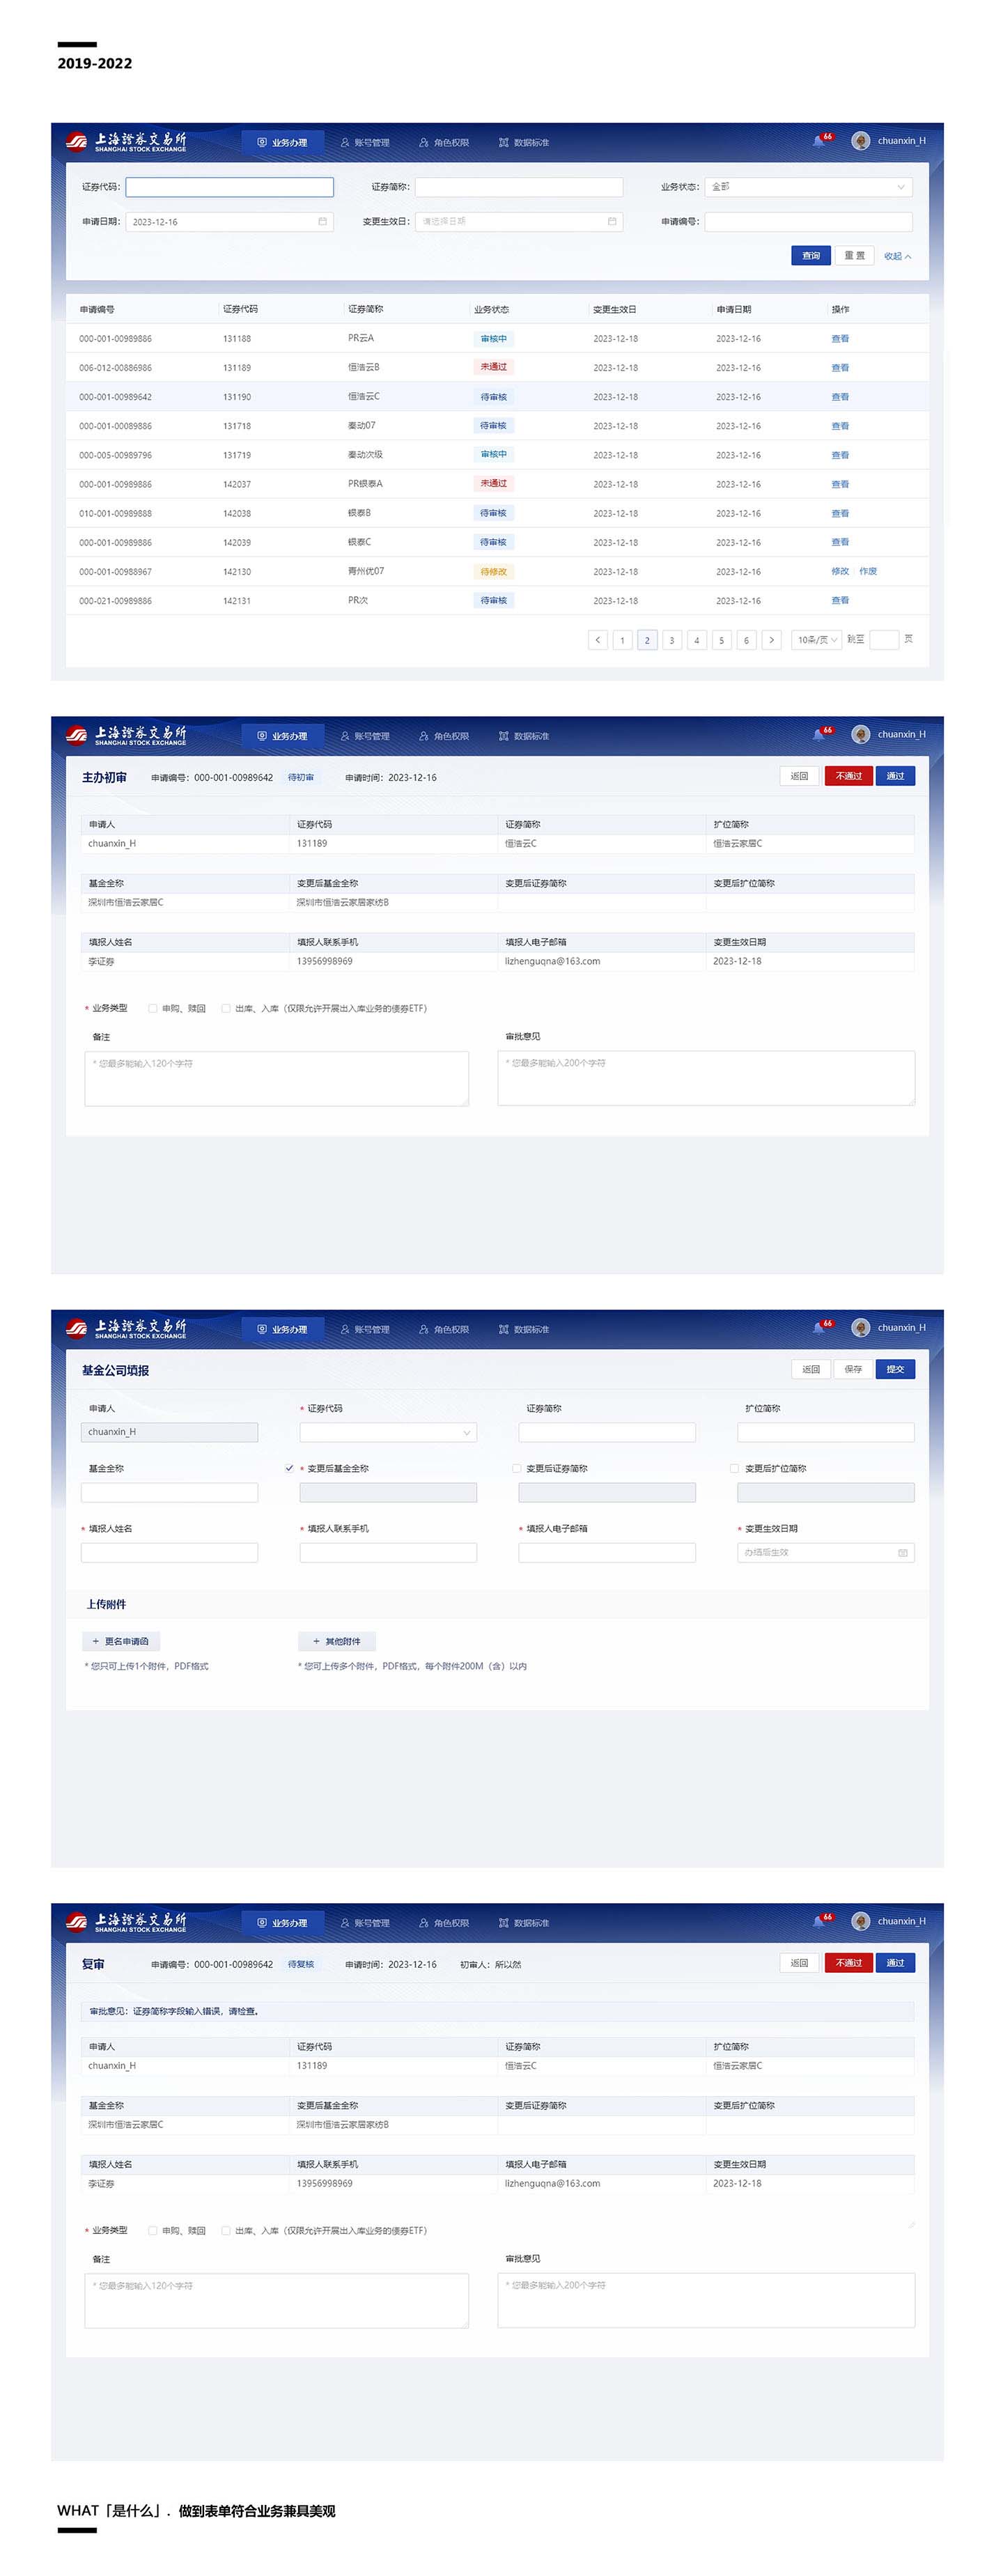 2019-2022
上海證券交易所
SHANGHAI STOCK EXCHANGE
业务办理 账号管理 角色权限 数据标准 66 chuanxin_H
证券代码： 证券简称： 业务状态： 全部
申请日期： 2023-12-16 变更生效日： 请选择日期 申请编号：
查询 重 置 收起
申请编号 证券代码 证券简称 业务状态 变更生效日 申请日期 操作
000-001-00989886 131188 PR云A 审核中 2023-12-18 2023-12-16 查看
006-012-00886986 131189 恒浩云B 未通过 2023-12-18 2023-12-16 查看
000-001-00989642 131190 恒浩云C 待审核 2023-12-18 2023-12-16 查看
000-001-00089886 131718 秦动07 待审核 2023-12-18 2023-12-16 查看
000-005-00989796 131719 秦动次级 审核中 2023-12-18 2023-12-16 查看
000-001-00989886 142037 PR银泰A 未通过 2023-12-18 2023-12-16 查看
010-001-00989888 142038 银泰B 待审核 2023-12-18 2023-12-16 查看
000-001-00989886 142039 银泰C 待审核 2023-12-18 2023-12-16 查看
000-001-00988967 142130 青州优07 待修改 2023-12-18 2023-12-16 修改 作废
000-021-00989886 142131 PR次 待审核 2023-12-18 2023-12-16 查看
< 1 2 3 4 5 6 > 10条/页 跳至 页
上海證券交易所
SHANGHAI STOCK EXCHANGE
业务办理 账号管理 角色权限 数据标准 66 chuanxin_H
主办初审 申请编号：000-001-00989642 待初审 申请时间：2023-12-16 返回 不通过 通过
申请人 证券代码 证券简称 扩位简称
chuanxin_H 131189 恒浩云C 恒浩云家居C
基金全称 变更后基金全称 变更后证券简称 变更后扩位简称
深圳市恒浩云家居C 深圳市恒浩云家居家纺B
填报人姓名 填报人联系手机 填报人电子邮箱 变更生效日期
李证券 13956998969 lizhenguqna@163.com 2023-12-18
* 业务类型 申购、赎回 出库、入库（仅限允许开展出入库业务的债券ETF）
备注 审批意见
* 您最多能输入120个字符 * 您最多能输入200个字符
上海證券交易所
SHANGHAI STOCK EXCHANGE
业务办理 账号管理 角色权限 数据标准 66 chuanxin_H
基金公司填报 返回 保存 提交
申请人 * 证券代码 证券简称 扩位简称
chuanxin_H
基金全称 * 变更后基金全称 变更后证券简称 变更后扩位简称
* 填报人姓名 * 填报人联系手机 * 填报人电子邮箱 * 变更生效日期
办结后生效
上传附件
+ 更名申请函 + 其他附件
* 您只可上传1个附件，PDF格式 * 您可上传多个附件，PDF格式，每个附件200M（含）以内
上海證券交易所
SHANGHAI STOCK EXCHANGE
业务办理 账号管理 角色权限 数据标准 66 chuanxin_H
复审 申请编号：000-001-00989642 待复核 申请时间：2023-12-16 初审人：所以然 返回 不通过 通过
审批意见：证券简称字段输入错误，请检查。
申请人 证券代码 证券简称 扩位简称
chuanxin_H 131189 恒浩云C 恒浩云家居C
基金全称 变更后基金全称 变更后证券简称 变更后扩位简称
深圳市恒浩云家居C 深圳市恒浩云家居家纺B
填报人姓名 填报人联系手机 填报人电子邮箱 变更生效日期
李证券 13956998969 lizhenguqna@163.com 2023-12-18
* 业务类型 申购、赎回 出库、入库（仅限允许开展出入库业务的债券ETF）
备注 审批意见
* 您最多能输入120个字符 * 您最多能输入200个字符
WHAT「是什么」. 做到表单符合业务兼具美观